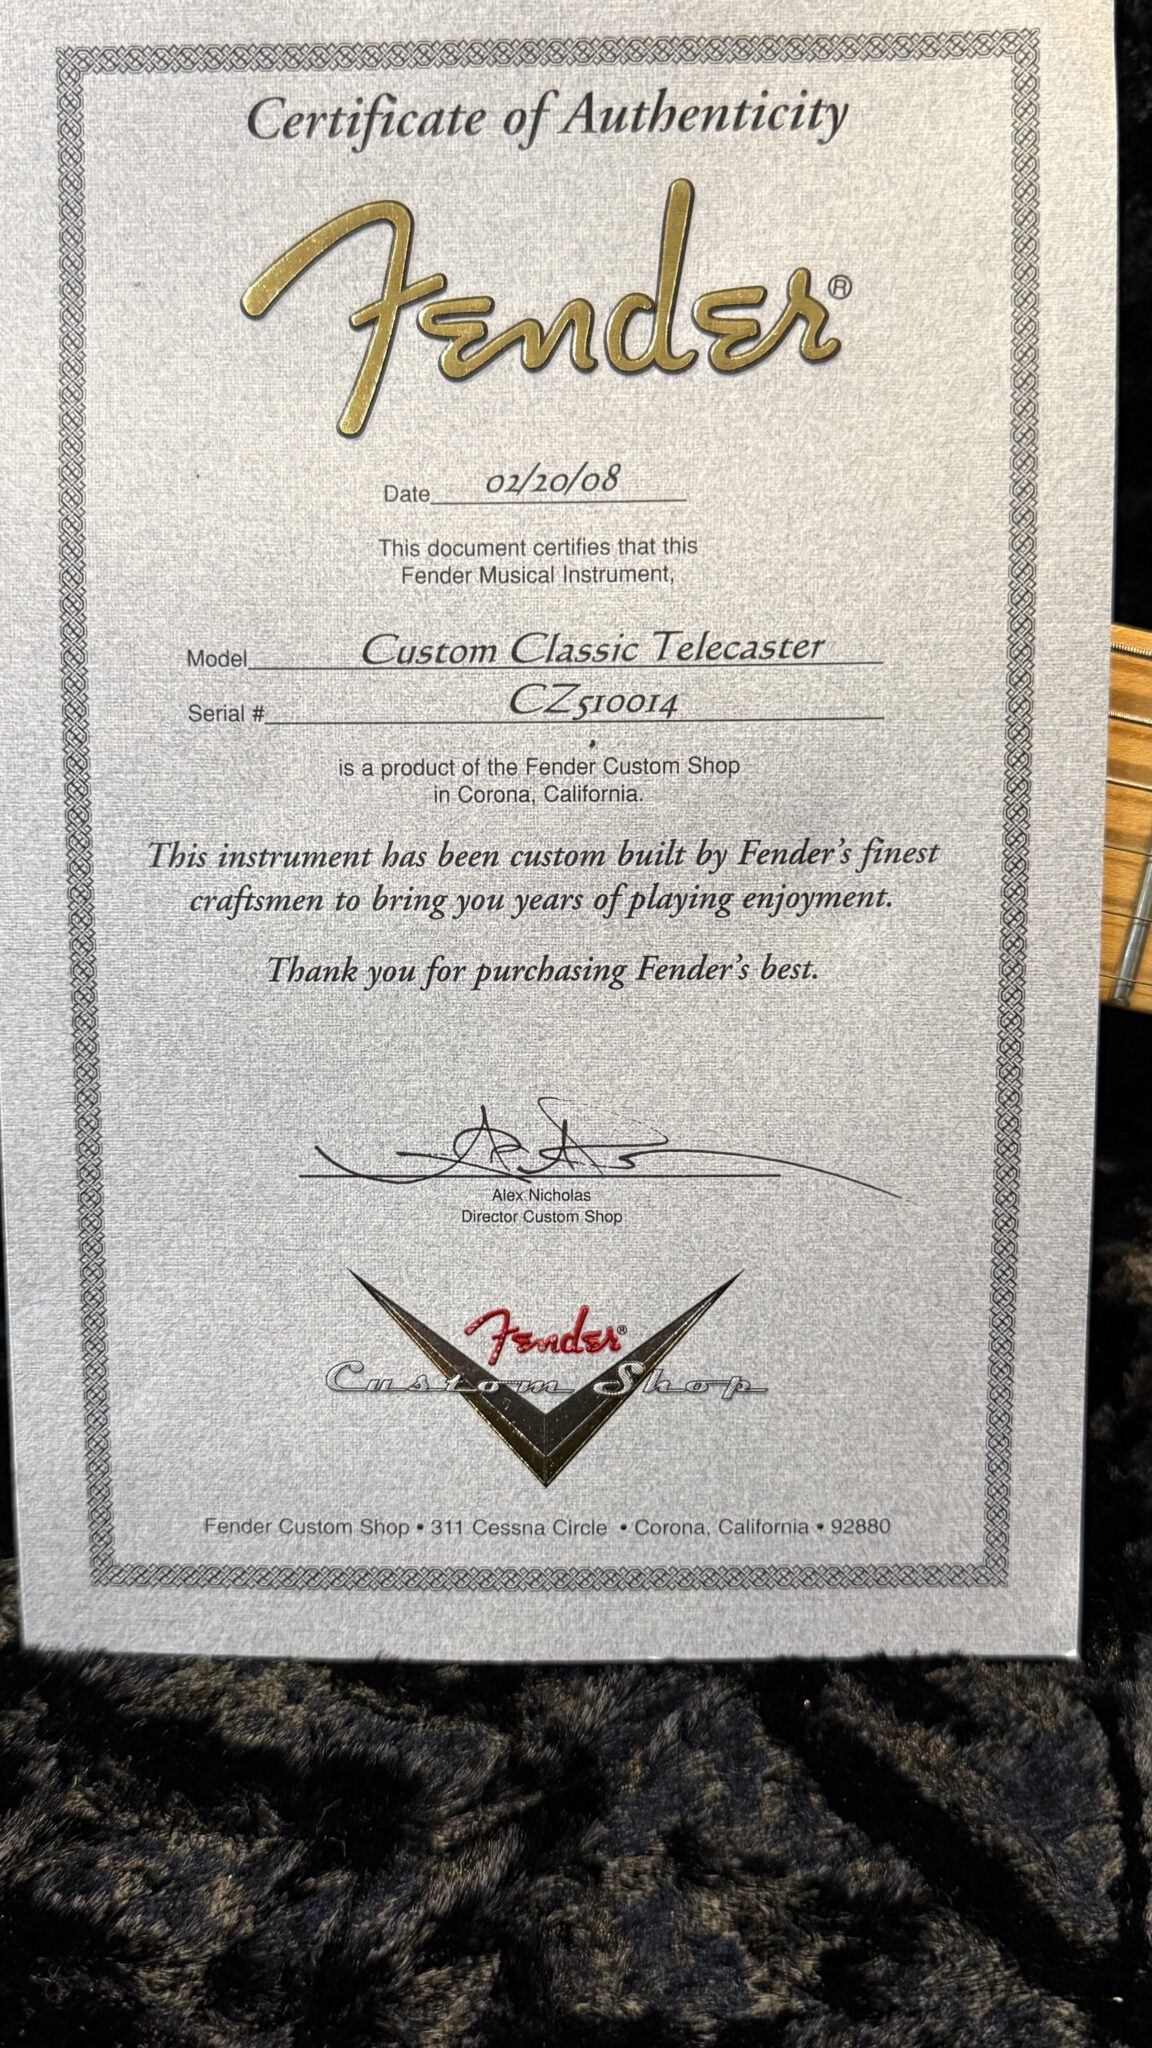 Certificate of Authenticity
Fender®
Date 02/20/08
This document certifies that this
Fender Musical Instrument,
Model Custom Classic Telecaster
Serial # CZ510014
is a product of the Fender Custom Shop
in Corona, California.
This instrument has been custom built by Fender's finest
craftsmen to bring you years of playing enjoyment.
Thank you for purchasing Fender's best.
Alex Nicholas
Director Custom Shop
Fender®
Custom Shop
Fender Custom Shop • 311 Cessna Circle • Corona, California • 92880